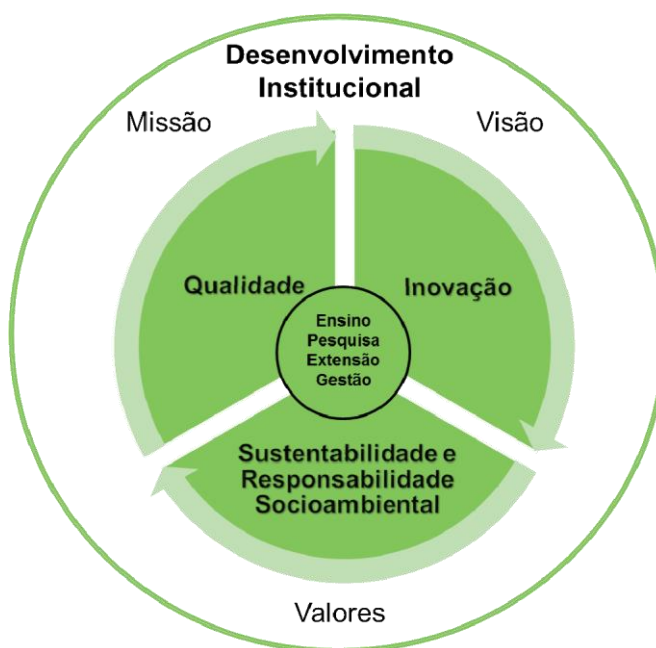 Desenvolvimento
Institucional
Missão
Visão
Qualidade
Inovação
Ensino
Pesquisa
Extensão
Gestão
Sustentabilidade e
Responsabilidade
Socioambiental
Valores